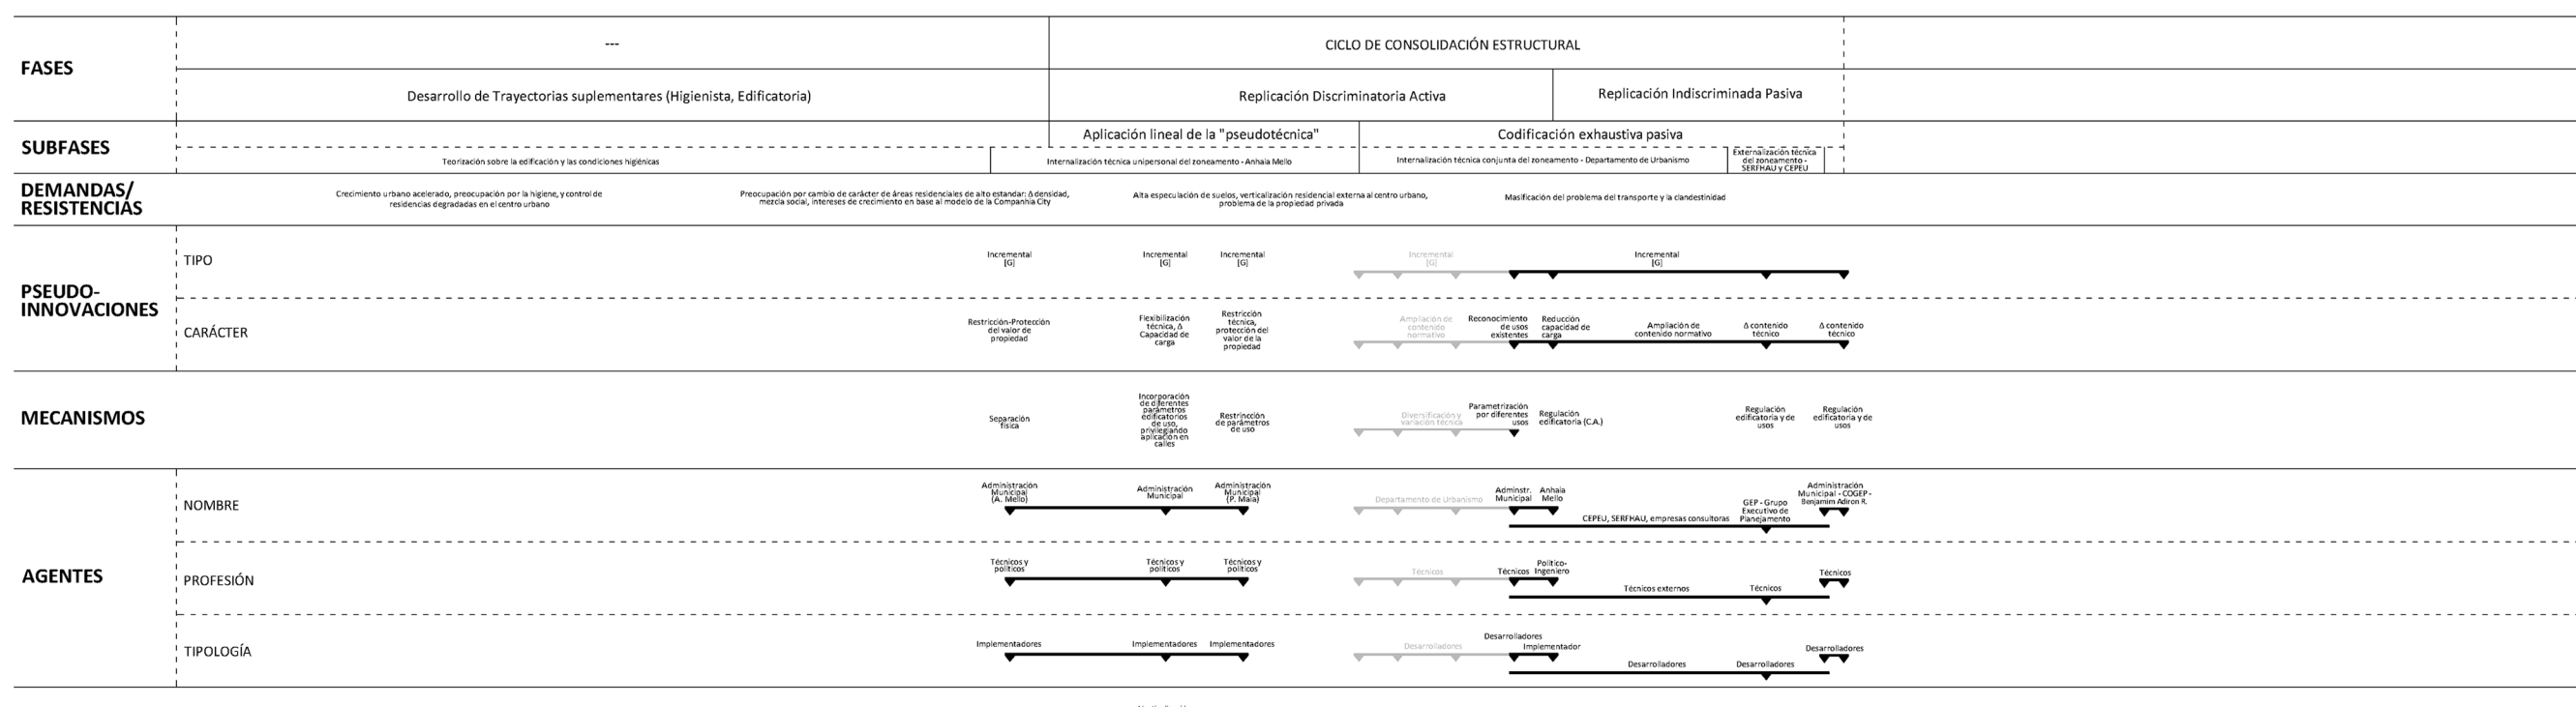 FASES
---
CICLO DE CONSOLIDACIÓN ESTRUCTURAL
Desarrollo de Trayectorias suplementares (Higienista, Edificatoria)
Replicación Discriminatoria Activa
Replicación Indiscriminada Pasiva
SUBFASES
Aplicación lineal de la "pseudotécnica"
Codificación exhaustiva pasiva
Teorización sobre la edificación y las condiciones higiénicas
Internalización técnica unipersonal del zoneamento - Anhaia Mello
Internalización técnica conjunta del zoneamento - Departamento de Urbanismo
Externalización técnica
del zoneamento -
SERFHAU y CEPEU
DEMANDAS/
RESISTENCIAS
Crecimiento urbano acelerado, preocupación por la higiene, y control de
residencias degradadas en el centro urbano
Preocupación por cambio de carácter de áreas residenciales de alto estandar: Δ densidad,
mezcla social, intereses de crecimiento en base al modelo de la Companhia City
Alta especulación de suelos, verticalización residencial externa al centro urbano,
problema de la propiedad privada
Masificación del problema del transporte y la clandestinidad
PSEUDO-
INNOVACIONES
TIPO
Incremental
[G]
Incremental
[G]
Incremental
[G]
Incremental
[G]
Incremental
[G]
CARÁCTER
Restricción-Protección
del valor de
propiedad
Flexibilización
técnica, Δ
Capacidad de
carga
Restricción
técnica,
protección del
valor de la
propiedad
Ampliación de
contenido
normativo
Reconocimiento
de usos
existentes
Reducción
capacidad de
carga
Ampliación de
contenido normativo
Δ contenido
técnico
Δ contenido
técnico
MECANISMOS
Separación
física
Incorporación
de diferentes
parámetros
edificatorios
de uso,
privilegiando
aplicación en
calles
Restrincción
de parámetros
de uso
Diversificación y
variación técnica
Parametrización
por diferentes
usos
Regulación
edificatoria (C.A.)
Regulación
edificatoria y de
usos
Regulación
edificatoria y de
usos
AGENTES
NOMBRE
Administración
Municipal
(A. Mello)
Administración
Municipal
Administración
Municipal
(P. Maia)
Departamento de Urbanismo
Adminstr.
Municipal
Anhaia
Mello
CEPEU, SERFHAU, empresas consultoras
GEP - Grupo
Executivo de
Planejamento
Administración
Municipal - COGEP -
Benjamim Adiron R.
PROFESIÓN
Técnicos y
políticos
Técnicos y
políticos
Técnicos y
políticos
Técnicos
Técnicos
Político-
Ingeniero
Técnicos externos
Técnicos
Técnicos
TIPOLOGÍA
Implementadores
Implementadores
Implementadores
Desarrolladores
Desarrolladores
Implementador
Desarrolladores
Desarrolladores
Desarrolladores